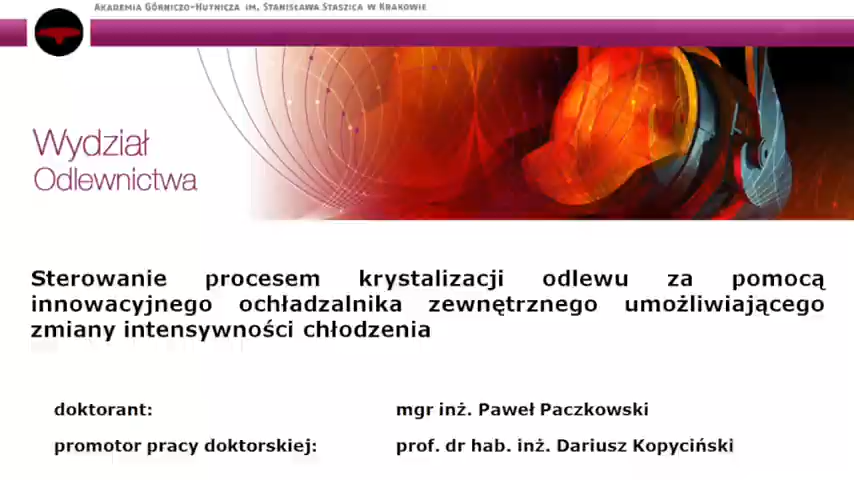 Akademia Górniczo-Hutnicza im. Stanisława Staszica w Krakowie
Wydział
Odlewnictwa
Sterowanie procesem krystalizacji odlewu za pomocą
innowacyjnego ochładzalnika zewnętrznego umożliwiającego
zmiany intensywności chłodzenia
doktorant: mgr inż. Paweł Paczkowski
promotor pracy doktorskiej: prof. dr hab. inż. Dariusz Kopyciński